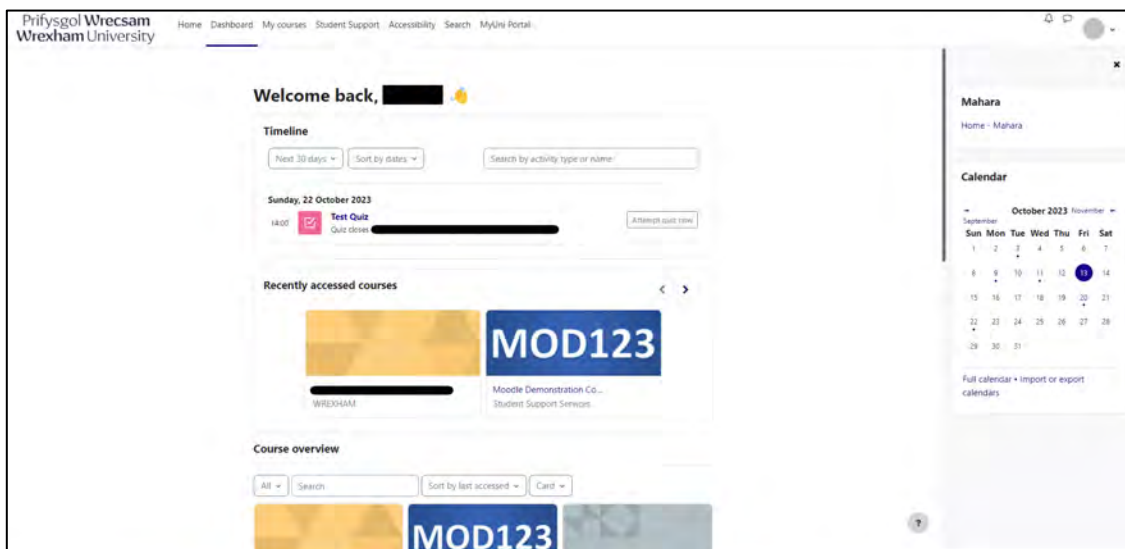 Prifysgol Wrecsam
Wrexham University
Home Dashboard My courses Student Support Accessibility Search MyUni Portal
Welcome back,
Timeline
Next 30 days Sort by dates Search by activity type or name
Sunday, 22 October 2023
14:00 Test Quiz
Quiz closes
Attempt quiz now
Recently accessed courses
MOD123
WREXHAM
Moodle Demonstration Co...
Student Support Services
Course overview
All Search Sort by last accessed Card
MOD123
Mahara
Home - Mahara
Calendar
October 2023
September
November
Sun Mon Tue Wed Thu Fri Sat
1 2 3 4 5 6 7
8 9 10 11 12 13 14
15 16 17 18 19 20 21
22 23 24 25 26 27 28
29 30 31
Full calendar • Import or export
calendars
?